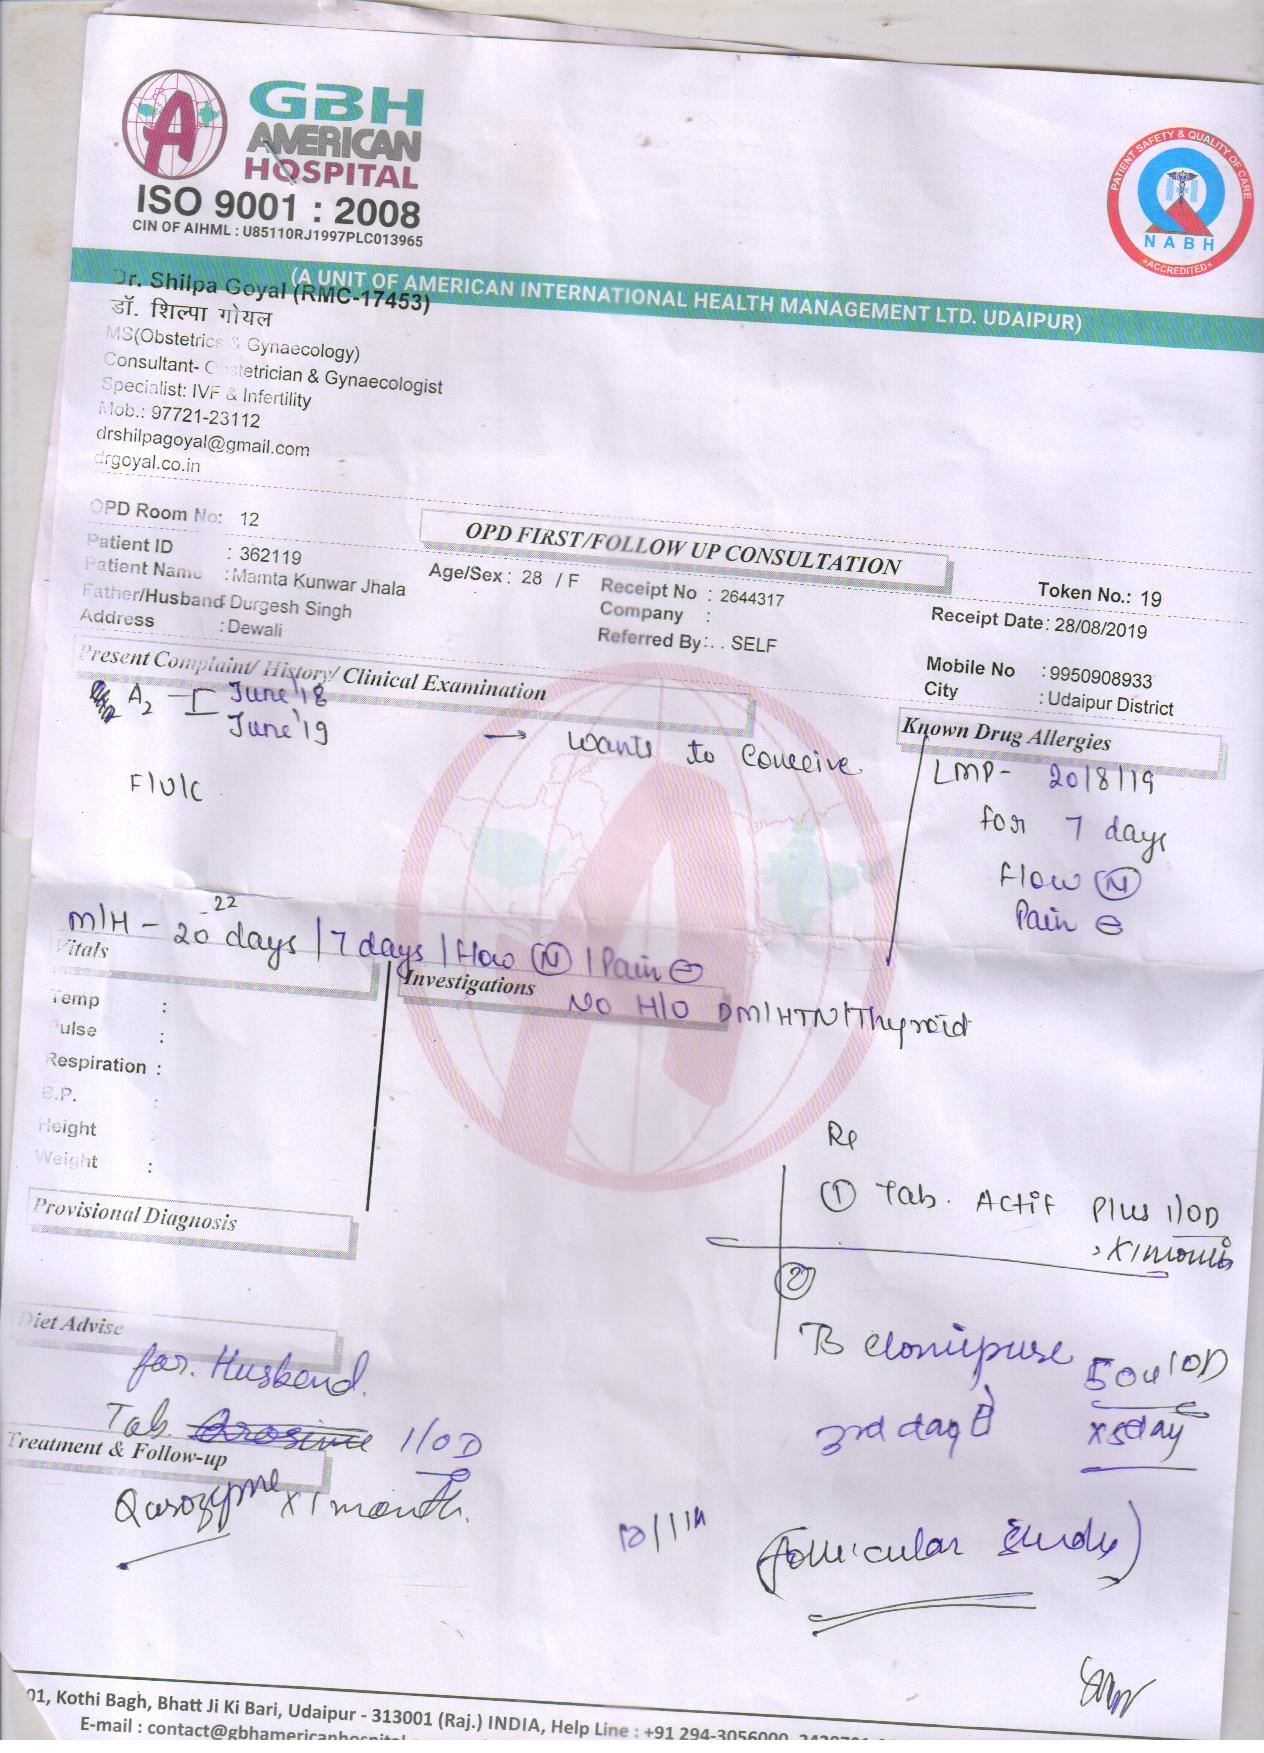 A
GBH
AMERICAN
HOSPITAL
ISO 9001 : 2008
CIN OF AIHML : U85110RJ1997PLC013965
PATIENT SAFETY & QUALITY OF CARE
NABH
ACCREDITED
(A UNIT OF AMERICAN INTERNATIONAL HEALTH MANAGEMENT LTD. UDAIPUR)
Dr. Shilpa Goyal (RMC-17453)
डॉ. शिल्पा गोयल
MS(Obstetrics & Gynaecology)
Consultant- Obstetrician & Gynaecologist
Specialist: IVF & Infertility
Mob.: 97721-23112
drshilpagoyal@gmail.com
drgoyal.co.in
OPD Room No: 12
OPD FIRST/FOLLOW UP CONSULTATION
Token No.: 19
Patient ID : 362119
Patient Name : Mamta Kunwar Jhala
Age/Sex : 28 / F
Receipt No : 2644317
Receipt Date: 28/08/2019
Father/Husband : Durgesh Singh
Company :
Address : Dewali
Referred By: . . SELF
Mobile No : 9950908933
City : Udaipur District
Present Complaint/ History/ Clinical Examination
Known Drug Allergies
A2 - June'18
June'19
→ Wants to Conceive
F/U/C
LMP- 20/8/19
for 7 days
flow (N)
Pain ⊖
M/H - 20-22 days / 7 days / flow (N) / Pain ⊖
Vitals
Investigations
No H/O DM/HTN/Thyroid
Temp :
Pulse :
Respiration :
B.P. :
Height :
Weight :
Provisional Diagnosis
Rx
① Tab. Actif Plus 1/OD
x 1 month
②
Diet Advise
for. Husband.
Tab. 1/OD
Treatment & Follow-up
x 1 month.
50 OD
3rd day
x5day
follicular study)
01, Kothi Bagh, Bhatt Ji Ki Bari, Udaipur - 313001 (Raj.) INDIA, Help Line : +91 294-3056000,
E-mail : contact@gbhamericanhospital